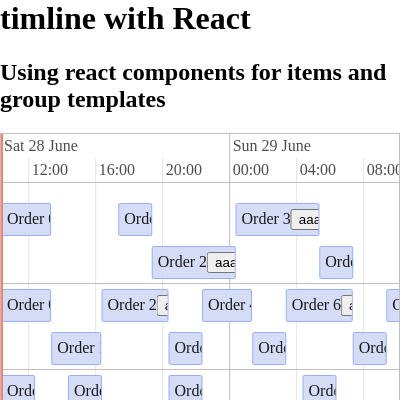 timline with React
Using react components for items and
group templates
Sat 28 June Sun 29 June
12:00 16:00 20:00 00:00 04:00 08:00
Order Ord Order 3 aaa
Order 2 aaa Ord
Order Order 2 a Order Order 6 a
Order Ord Ord Orde
Ord Ord Ord Ord